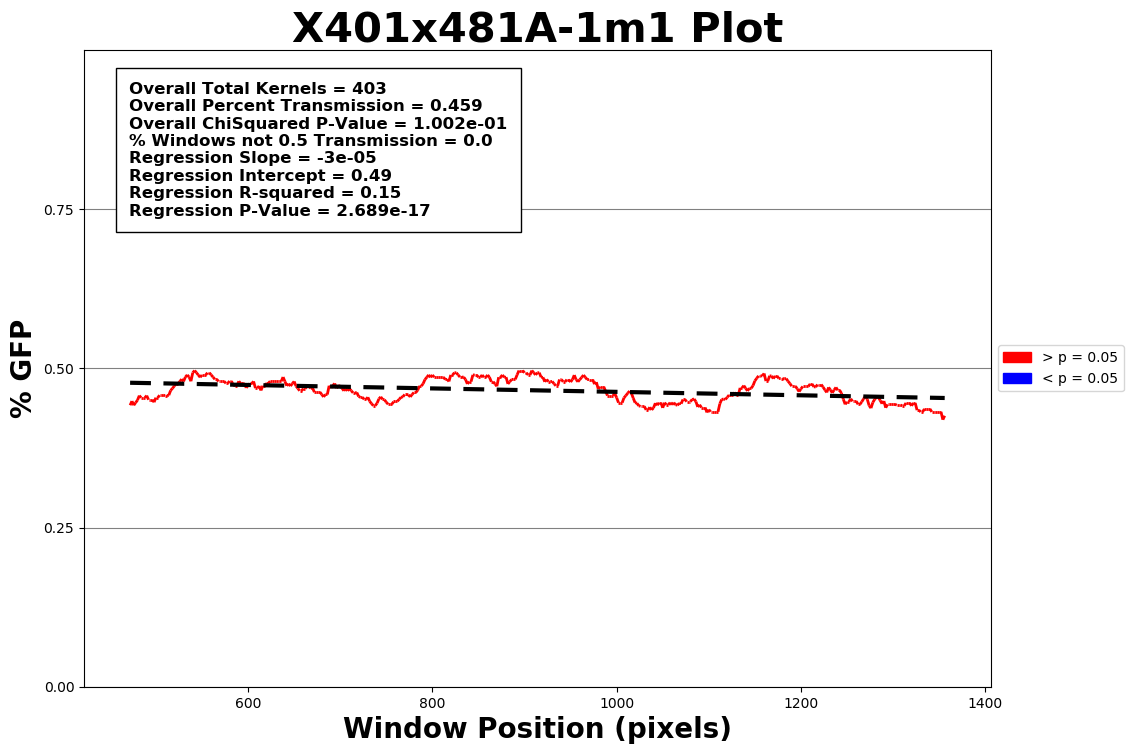 X401x481A-1m1 Plot
Overall Total Kernels = 403
Overall Percent Transmission = 0.459
Overall ChiSquared P-Value = 1.002e-01
% Windows not 0.5 Transmission = 0.0
Regression Slope = -3e-05
Regression Intercept = 0.49
Regression R-squared = 0.15
Regression P-Value = 2.689e-17
% GFP
0.75
0.50
0.25
0.00
> p = 0.05
< p = 0.05
600 800 1000 1200 1400
Window Position (pixels)